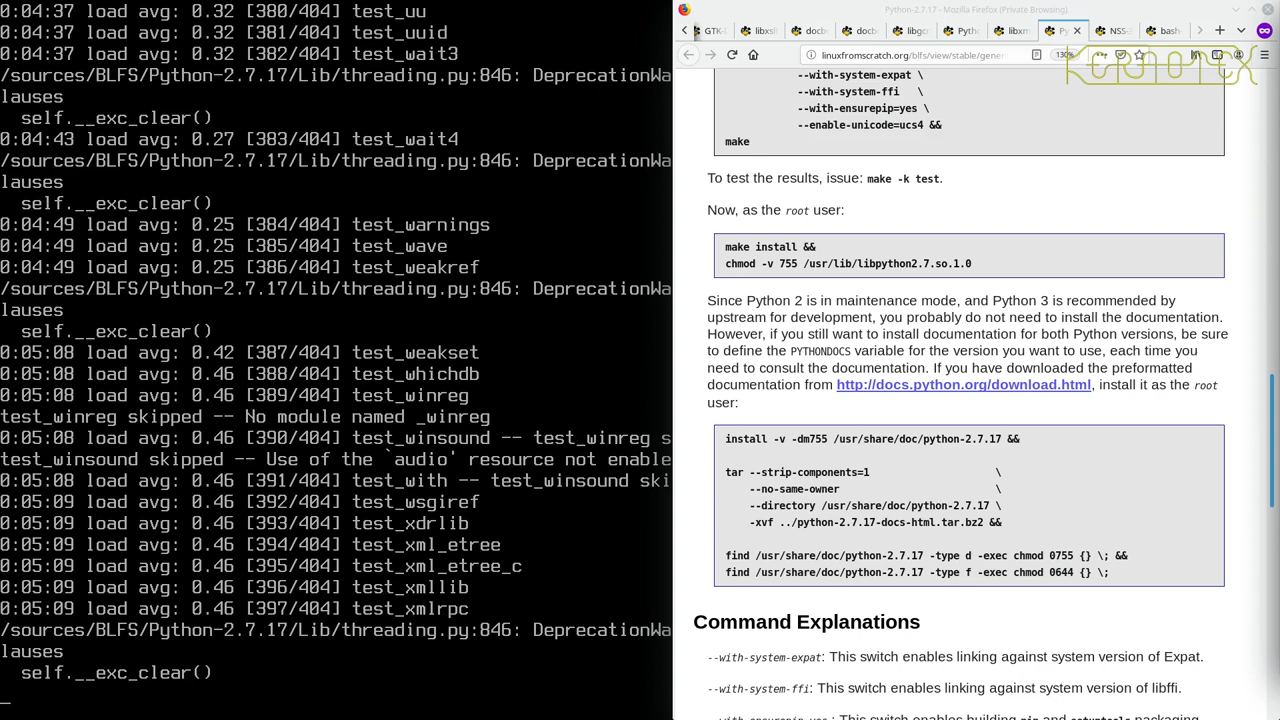 0:04:37 load avg: 0.32 [380/404] test_uu
0:04:37 load avg: 0.32 [381/404] test_uuid
0:04:37 load avg: 0.32 [382/404] test_wait3
/sources/BLFS/Python-2.7.17/Lib/threading.py:846: DeprecationWa
lauses
  self.__exc_clear()
0:04:43 load avg: 0.27 [383/404] test_wait4
/sources/BLFS/Python-2.7.17/Lib/threading.py:846: DeprecationWa
lauses
  self.__exc_clear()
0:04:49 load avg: 0.25 [384/404] test_warnings
0:04:49 load avg: 0.25 [385/404] test_wave
0:04:49 load avg: 0.25 [386/404] test_weakref
/sources/BLFS/Python-2.7.17/Lib/threading.py:846: DeprecationWa
lauses
  self.__exc_clear()
0:05:08 load avg: 0.42 [387/404] test_weakset
0:05:08 load avg: 0.46 [388/404] test_whichdb
0:05:08 load avg: 0.46 [389/404] test_winreg
test_winreg skipped -- No module named _winreg
0:05:08 load avg: 0.46 [390/404] test_winsound -- test_winreg s
test_winsound skipped -- Use of the `audio' resource not enable
0:05:08 load avg: 0.46 [391/404] test_with -- test_winsound ski
0:05:09 load avg: 0.46 [392/404] test_wsgiref
0:05:09 load avg: 0.46 [393/404] test_xdrlib
0:05:09 load avg: 0.46 [394/404] test_xml_etree
0:05:09 load avg: 0.46 [395/404] test_xml_etree_c
0:05:09 load avg: 0.46 [396/404] test_xmllib
0:05:09 load avg: 0.46 [397/404] test_xmlrpc
/sources/BLFS/Python-2.7.17/Lib/threading.py:846: DeprecationWa
lauses
  self.__exc_clear()
Python-2.7.17 - Mozilla Firefox (Private Browsing)
GTK- libxsl docbo docbo libgc Pytho libxm Py NSS- bash-
linuxfromscratch.org/blfs/view/stable/gener 130%
--with-system-expat \
--with-system-ffi \
--with-ensurepip=yes \
--enable-unicode=ucs4 &&
make
To test the results, issue: make -k test.
Now, as the root user:
make install &&
chmod -v 755 /usr/lib/libpython2.7.so.1.0
Since Python 2 is in maintenance mode, and Python 3 is recommended by
upstream for development, you probably do not need to install the documentation.
However, if you still want to install documentation for both Python versions, be sure
to define the PYTHONDOCS variable for the version you want to use, each time you
need to consult the documentation. If you have downloaded the preformatted
documentation from http://docs.python.org/download.html, install it as the root
user:
install -v -dm755 /usr/share/doc/python-2.7.17 &&
tar --strip-components=1 \
--no-same-owner \
--directory /usr/share/doc/python-2.7.17 \
-xvf ../python-2.7.17-docs-html.tar.bz2 &&
find /usr/share/doc/python-2.7.17 -type d -exec chmod 0755 {} \; &&
find /usr/share/doc/python-2.7.17 -type f -exec chmod 0644 {} \;
Command Explanations
--with-system-expat: This switch enables linking against system version of Expat.
--with-system-ffi: This switch enables linking against system version of libffi.
--with-ensurepip=yes: This switch enables building pip and setuptools packaging